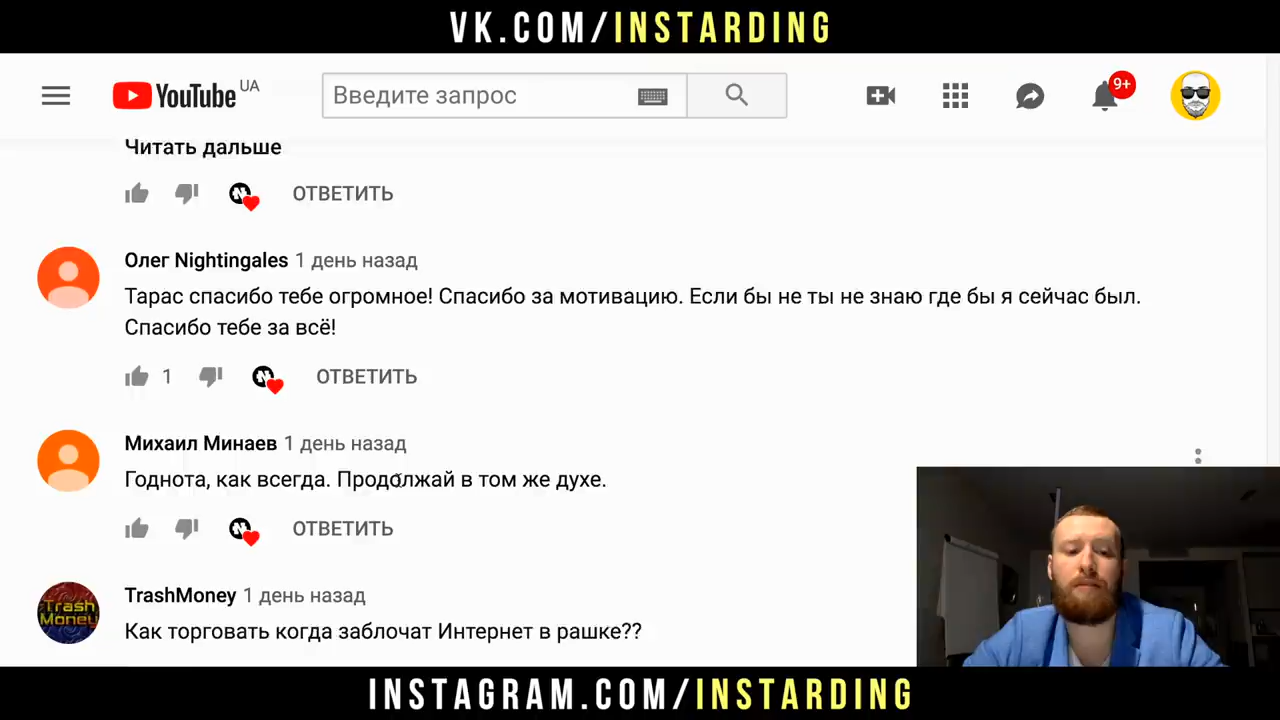 VK.COM/INSTARDING
YouTube UA
Введите запрос
9+
Читать дальше
ОТВЕТИТЬ
Олег Nightingales 1 день назад
Тарас спасибо тебе огромное! Спасибо за мотивацию. Если бы не ты не знаю где бы я сейчас был.
Спасибо тебе за всё!
1 ОТВЕТИТЬ
Михаил Минаев 1 день назад
Годнота, как всегда. Продолжай в том же духе.
ОТВЕТИТЬ
Trash
Money
TrashMoney 1 день назад
Как торговать когда заблочат Интернет в рашке??
INSTAGRAM.COM/INSTARDING